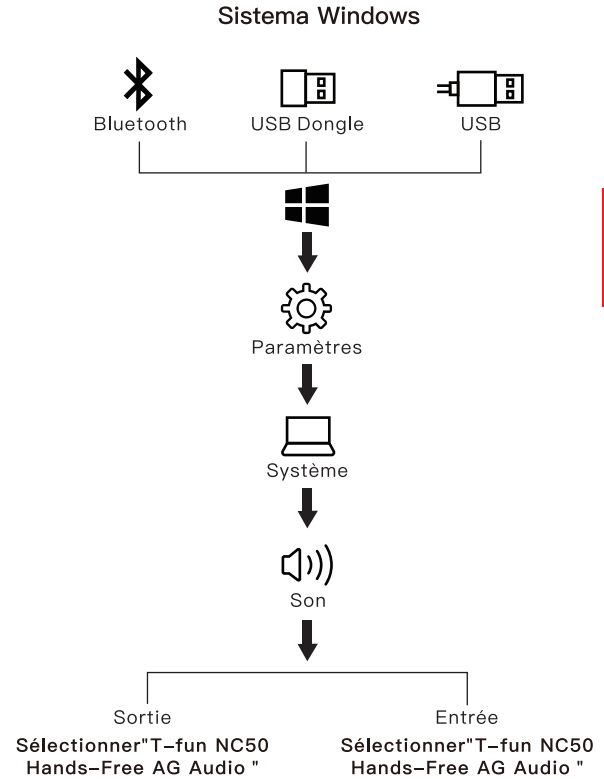 Sistema Windows
Bluetooth
USB Dongle
USB
Paramètres
Système
Son
Sortie
Sélectionner"T-fun NC50
Hands-Free AG Audio "
Entrée
Sélectionner"T-fun NC50
Hands-Free AG Audio "